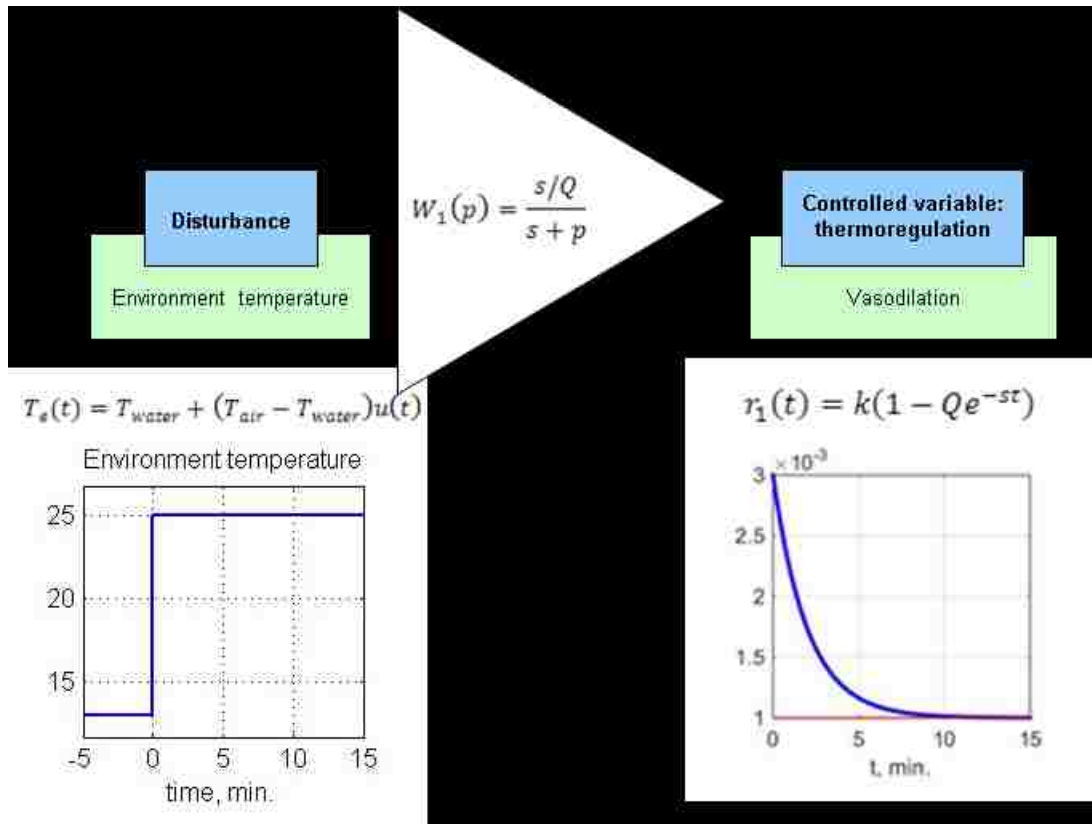 Disturbance
Environment temperature
W₁(p) = s/Q / s + p
Controlled variable:
thermoregulation
Vasodilation
Tₑ(t) = T_water + (T_air − T_water)u(t)
Environment temperature
25
20
15
-5 0 5 10 15
time, min.
r₁(t) = k(1 − Qe^−st)
× 10^-3
3
2.5
2
1.5
1
0 5 10 15
t, min.